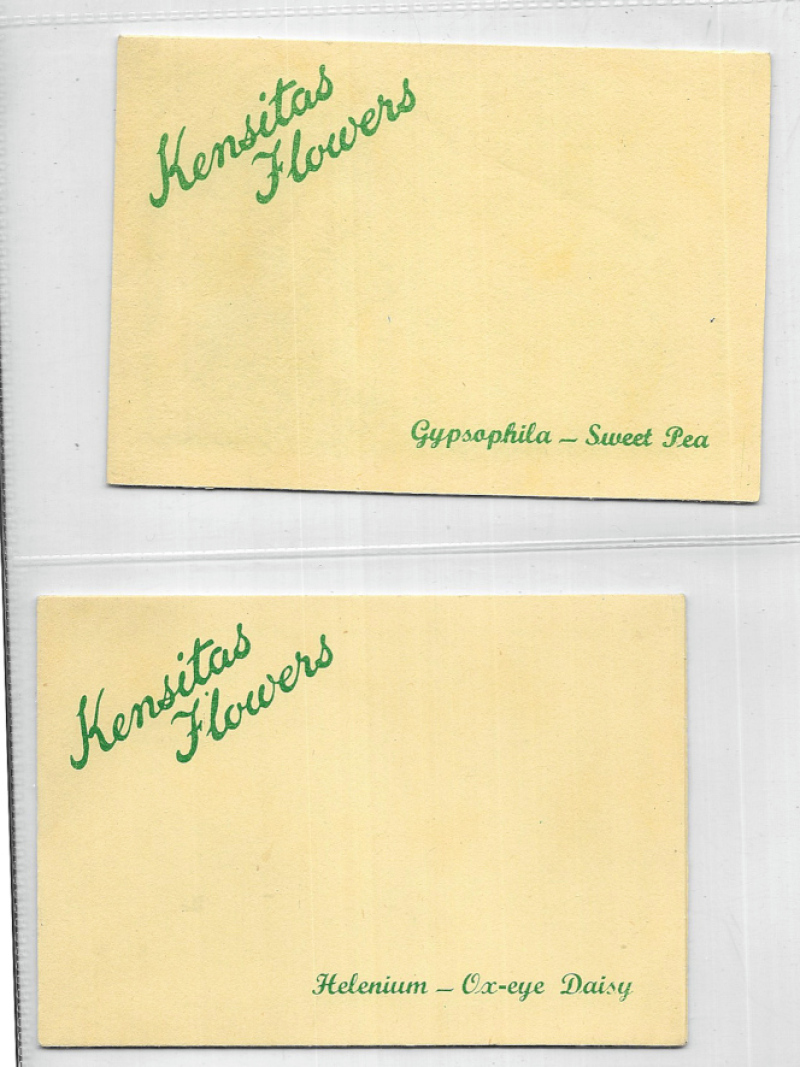 Kensitas
Flowers
Gypsophila – Sweet Pea
Kensitas
Flowers
Helenium – Ox-eye Daisy